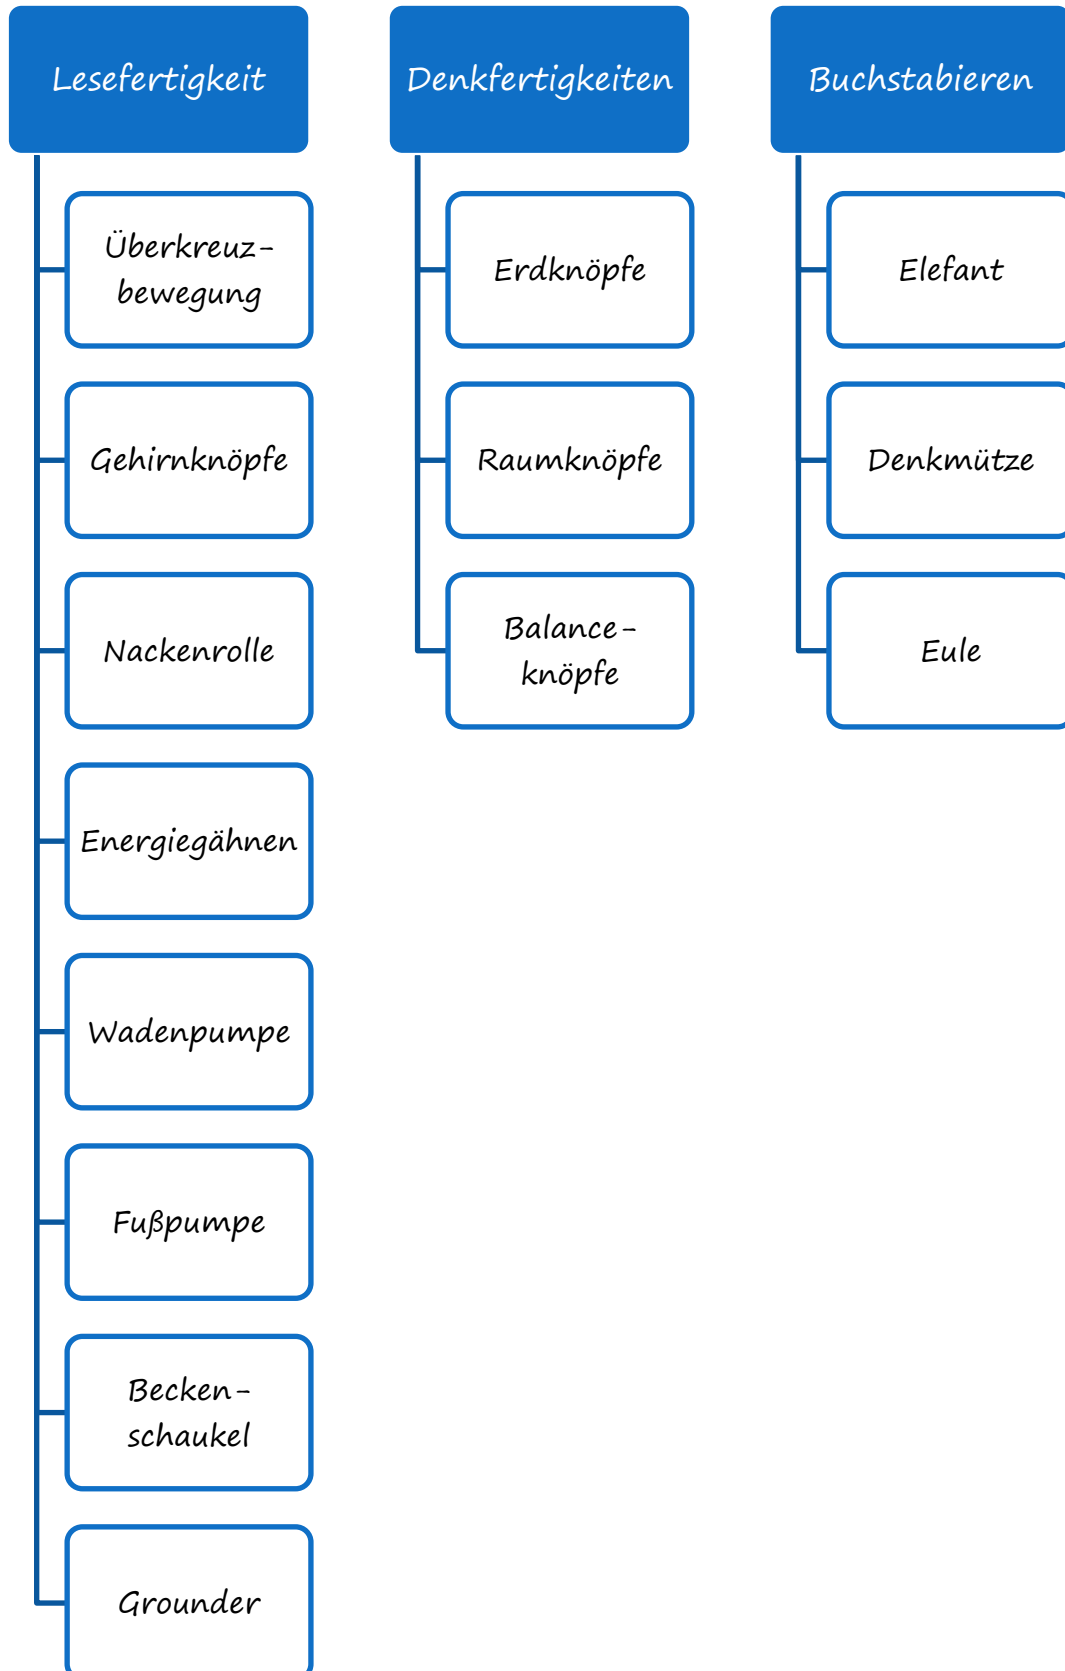 Lesefertigkeit
Überkreuz-
bewegung
Gehirnknöpfe
Nackenrolle
Energiegähnen
Wadenpumpe
Fußpumpe
Becken-
schaukel
Grounder
Denkfertigkeiten
Erdknöpfe
Raumknöpfe
Balance-
knöpfe
Buchstabieren
Elefant
Denkmütze
Eule